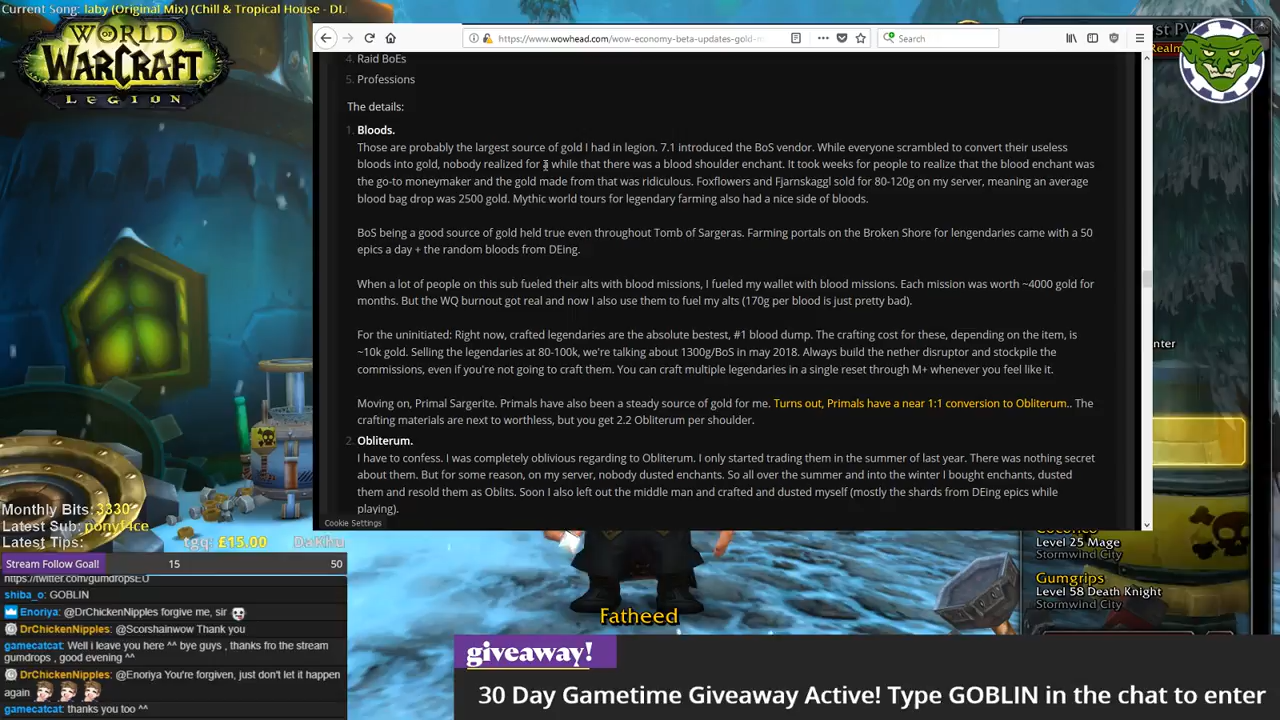 Current Song: laby (Original Mix) (Chill & Tropical House - DI.
WORLD
OF
WARCRAFT
LEGION
https://www.wowhead.com/wow-economy-beta-updates-gold-m
Search
4. Raid BoEs
5. Professions
The details:
1. Bloods.
Those are probably the largest source of gold I had in legion. 7.1 introduced the BoS vendor. While everyone scrambled to convert their useless
bloods into gold, nobody realized for a while that there was a blood shoulder enchant. It took weeks for people to realize that the blood enchant was
the go-to moneymaker and the gold made from that was ridiculous. Foxflowers and Fjarnskaggl sold for 80-120g on my server, meaning an average
blood bag drop was 2500 gold. Mythic world tours for legendary farming also had a nice side of bloods.
BoS being a good source of gold held true even throughout Tomb of Sargeras. Farming portals on the Broken Shore for lengendaries came with a 50
epics a day + the random bloods from DEing.
When a lot of people on this sub fueled their alts with blood missions, I fueled my wallet with blood missions. Each mission was worth ~4000 gold for
months. But the WQ burnout got real and now I also use them to fuel my alts (170g per blood is just pretty bad).
For the uninitiated: Right now, crafted legendaries are the absolute bestest, #1 blood dump. The crafting cost for these, depending on the item, is
~10k gold. Selling the legendaries at 80-100k, we're talking about 1300g/BoS in may 2018. Always build the nether disruptor and stockpile the
commissions, even if you're not going to craft them. You can craft multiple legendaries in a single reset through M+ whenever you feel like it.
Moving on, Primal Sargerite. Primals have also been a steady source of gold for me. Turns out, Primals have a near 1:1 conversion to Obliterum.. The
crafting materials are next to worthless, but you get 2.2 Obliterum per shoulder.
2. Obliterum.
I have to confess. I was completely oblivious regarding to Obliterum. I only started trading them in the summer of last year. There was nothing secret
about them. But for some reason, on my server, nobody dusted enchants. So all over the summer and into the winter I bought enchants, dusted
them and resold them as Oblits. Soon I also left out the middle man and crafted and dusted myself (mostly the shards from DEing epics while
playing).
Cookie Settings
Level 25 Mage
Stormwind City
Gumgrips
Level 58 Death Knight
Stormwind City
Fatheed
Monthly Bits: 3330
Latest Sub: ponyf4ce
Latest Tips: tgq: £15.00 DaKhu
Stream Follow Goal! 15 50
https://twitter.com/gumdropsEU
shiba_o: GOBLIN
Enoriya: @DrChickenNipples forgive me, sir
DrChickenNipples: @Scorshainwow Thank you
gamecatcat: Well i leave you here ^^ bye guys , thanks fro the stream
gumdrops , good evening ^^
DrChickenNipples: @Enoriya You're forgiven, just don't let it happen
again
gamecatcat: thanks you too ^^
giveaway!
30 Day Gametime Giveaway Active! Type GOBLIN in the chat to enter